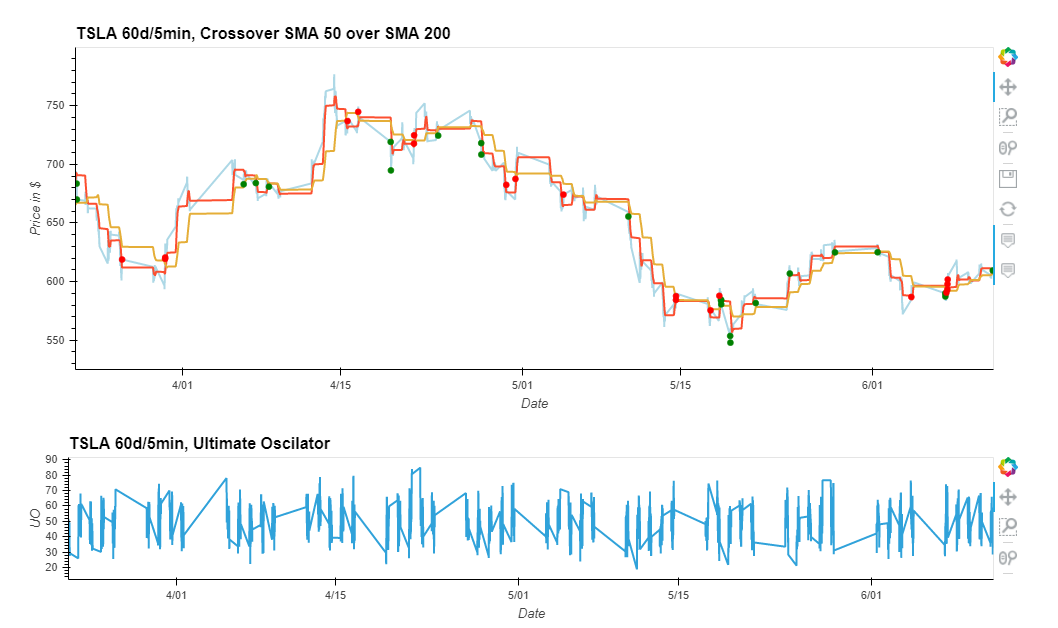 TSLA 60d/5min, Crossover SMA 50 over SMA 200
750
700
650
600
550
Price in $
4/01 4/15 5/01 5/15 6/01
Date
TSLA 60d/5min, Ultimate Oscilator
90
80
70
60
50
40
30
20
UO
4/01 4/15 5/01 5/15 6/01
Date